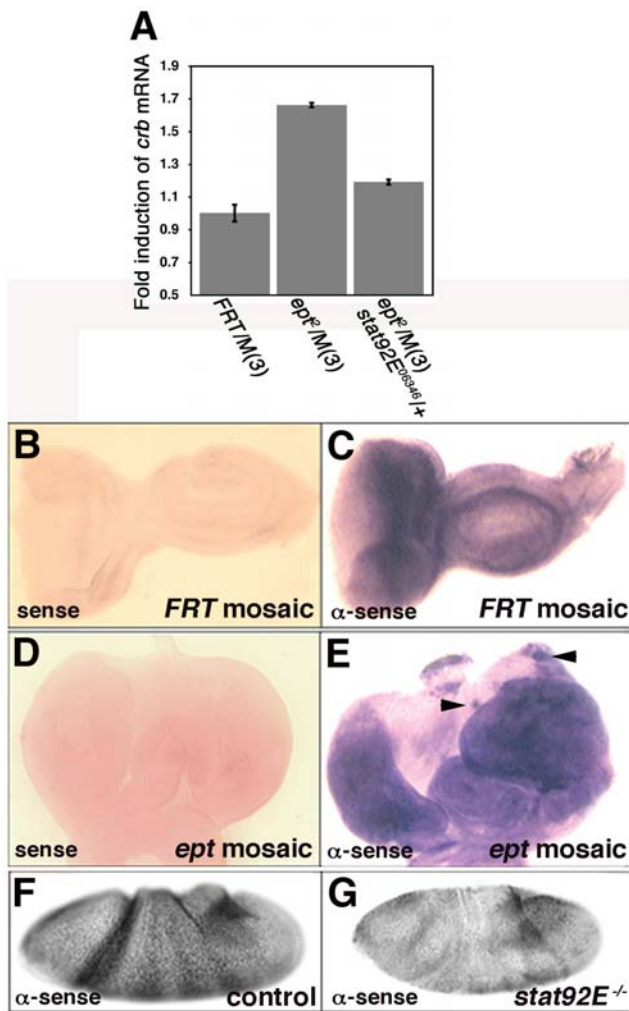 A
Fold induction of crb mRNA
1.9
1.7
1.5
1.3
1.1
0.9
0.7
0.5
FRT/M(3)
ept²/M(3)
ept²/M(3)
stat92E⁰⁶³⁴⁶/+
B
sense
FRT mosaic
C
α-sense
FRT mosaic
D
sense
ept mosaic
E
α-sense
ept mosaic
F
α-sense
control
G
α-sense
stat92E⁻/⁻